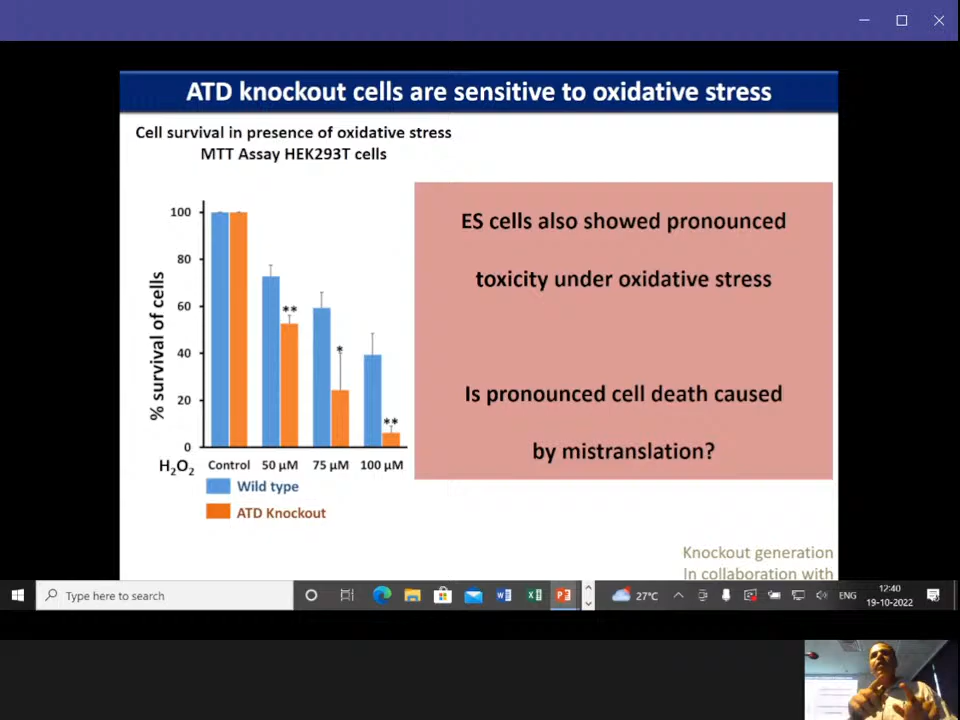 ATD knockout cells are sensitive to oxidative stress
Cell survival in presence of oxidative stress
MTT Assay HEK293T cells
% survival of cells
100
80
60
40
20
0
**
*
**
H₂O₂ Control 50 µM 75 µM 100 µM
Wild type
ATD Knockout
ES cells also showed pronounced
toxicity under oxidative stress
Is pronounced cell death caused
by mistranslation?
Knockout generation
In collaboration with
Type here to search
27°C
ENG
12:40
19-10-2022